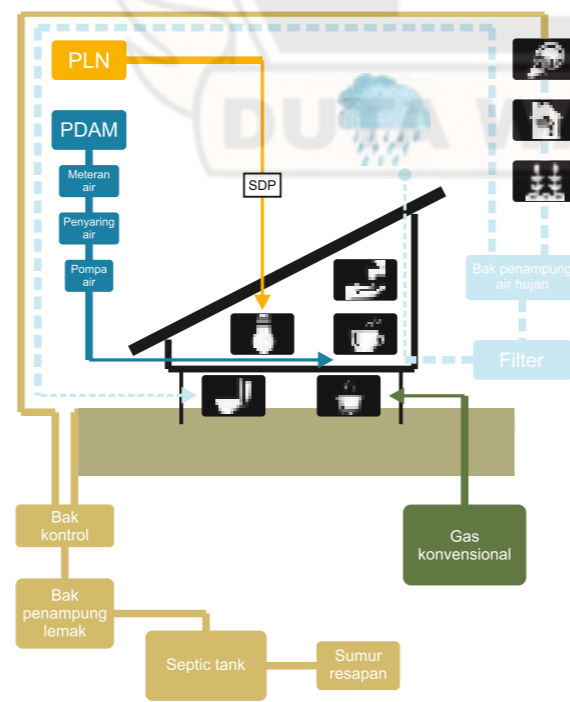 DUTA W
PLN
PDAM
Meteran
air
Penyaring
air
Pompa
air
SDP
Bak penampung
air hujan
Filter
Bak
kontrol
Bak
penampung
lemak
Septic tank
Sumur
resapan
Gas
konvensional